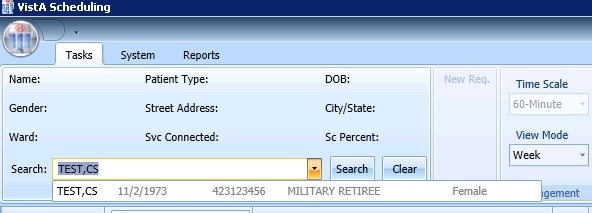 VistA Scheduling
Tasks System Reports
Name: Patient Type: DOB: New Req. Time Scale
Gender: Street Address: City/State: 60-Minute
Ward: Svc Connected: Sc Percent: View Mode
Week
Search: TEST,CS Search Clear
TEST,CS 11/2/1973 423123456 MILITARY RETIREE Female